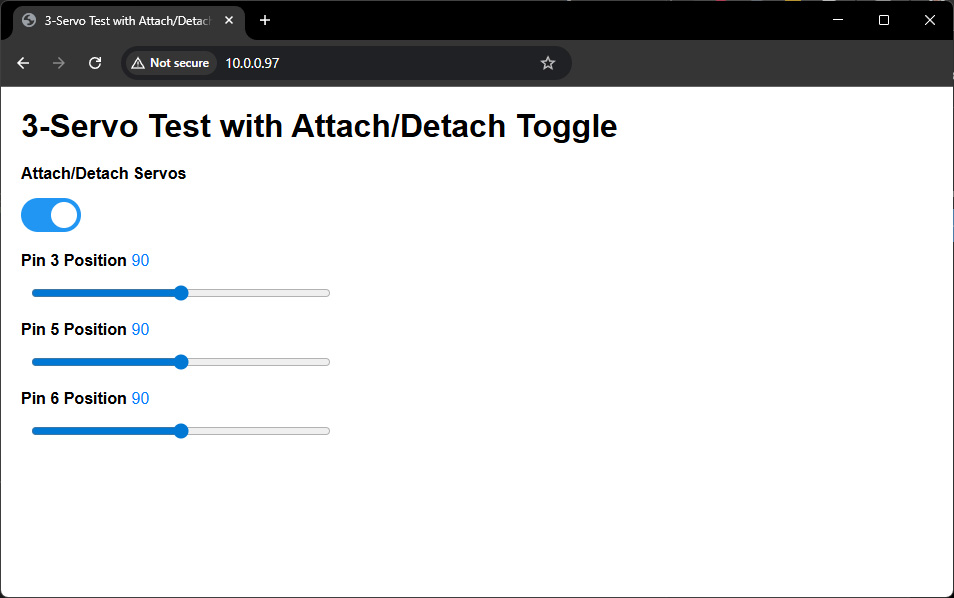 3-Servo Test with Attach/Detach
Not secure
10.0.0.97
3-Servo Test with Attach/Detach Toggle
Attach/Detach Servos
Pin 3 Position 90
Pin 5 Position 90
Pin 6 Position 90